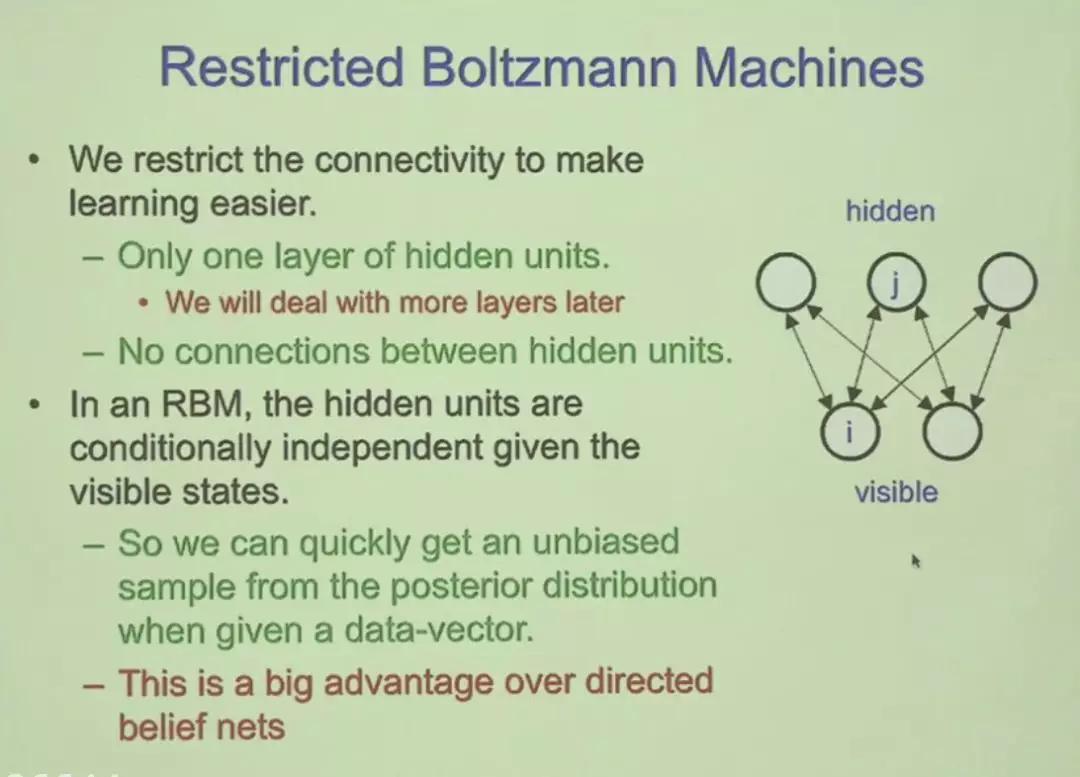 Restricted Boltzmann Machines
• We restrict the connectivity to make
learning easier.
– Only one layer of hidden units.
• We will deal with more layers later
– No connections between hidden units.
• In an RBM, the hidden units are
conditionally independent given the
visible states.
– So we can quickly get an unbiased
sample from the posterior distribution
when given a data-vector.
– This is a big advantage over directed
belief nets
hidden
j
i
visible